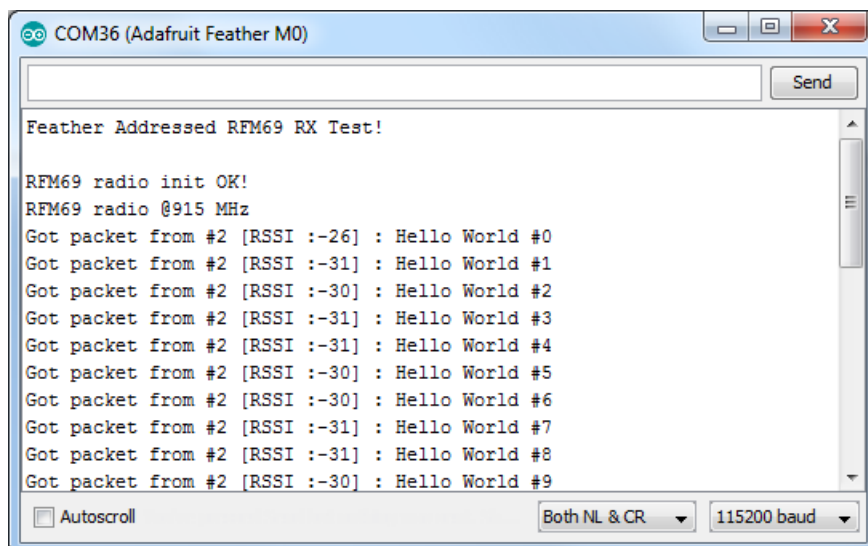 COM36 (Adafruit Feather M0)
Send
Feather Addressed RFM69 RX Test!
RFM69 radio init OK!
RFM69 radio @915 MHz
Got packet from #2 [RSSI :-26] : Hello World #0
Got packet from #2 [RSSI :-31] : Hello World #1
Got packet from #2 [RSSI :-30] : Hello World #2
Got packet from #2 [RSSI :-31] : Hello World #3
Got packet from #2 [RSSI :-31] : Hello World #4
Got packet from #2 [RSSI :-30] : Hello World #5
Got packet from #2 [RSSI :-30] : Hello World #6
Got packet from #2 [RSSI :-31] : Hello World #7
Got packet from #2 [RSSI :-31] : Hello World #8
Got packet from #2 [RSSI :-30] : Hello World #9
Autoscroll Both NL & CR 115200 baud